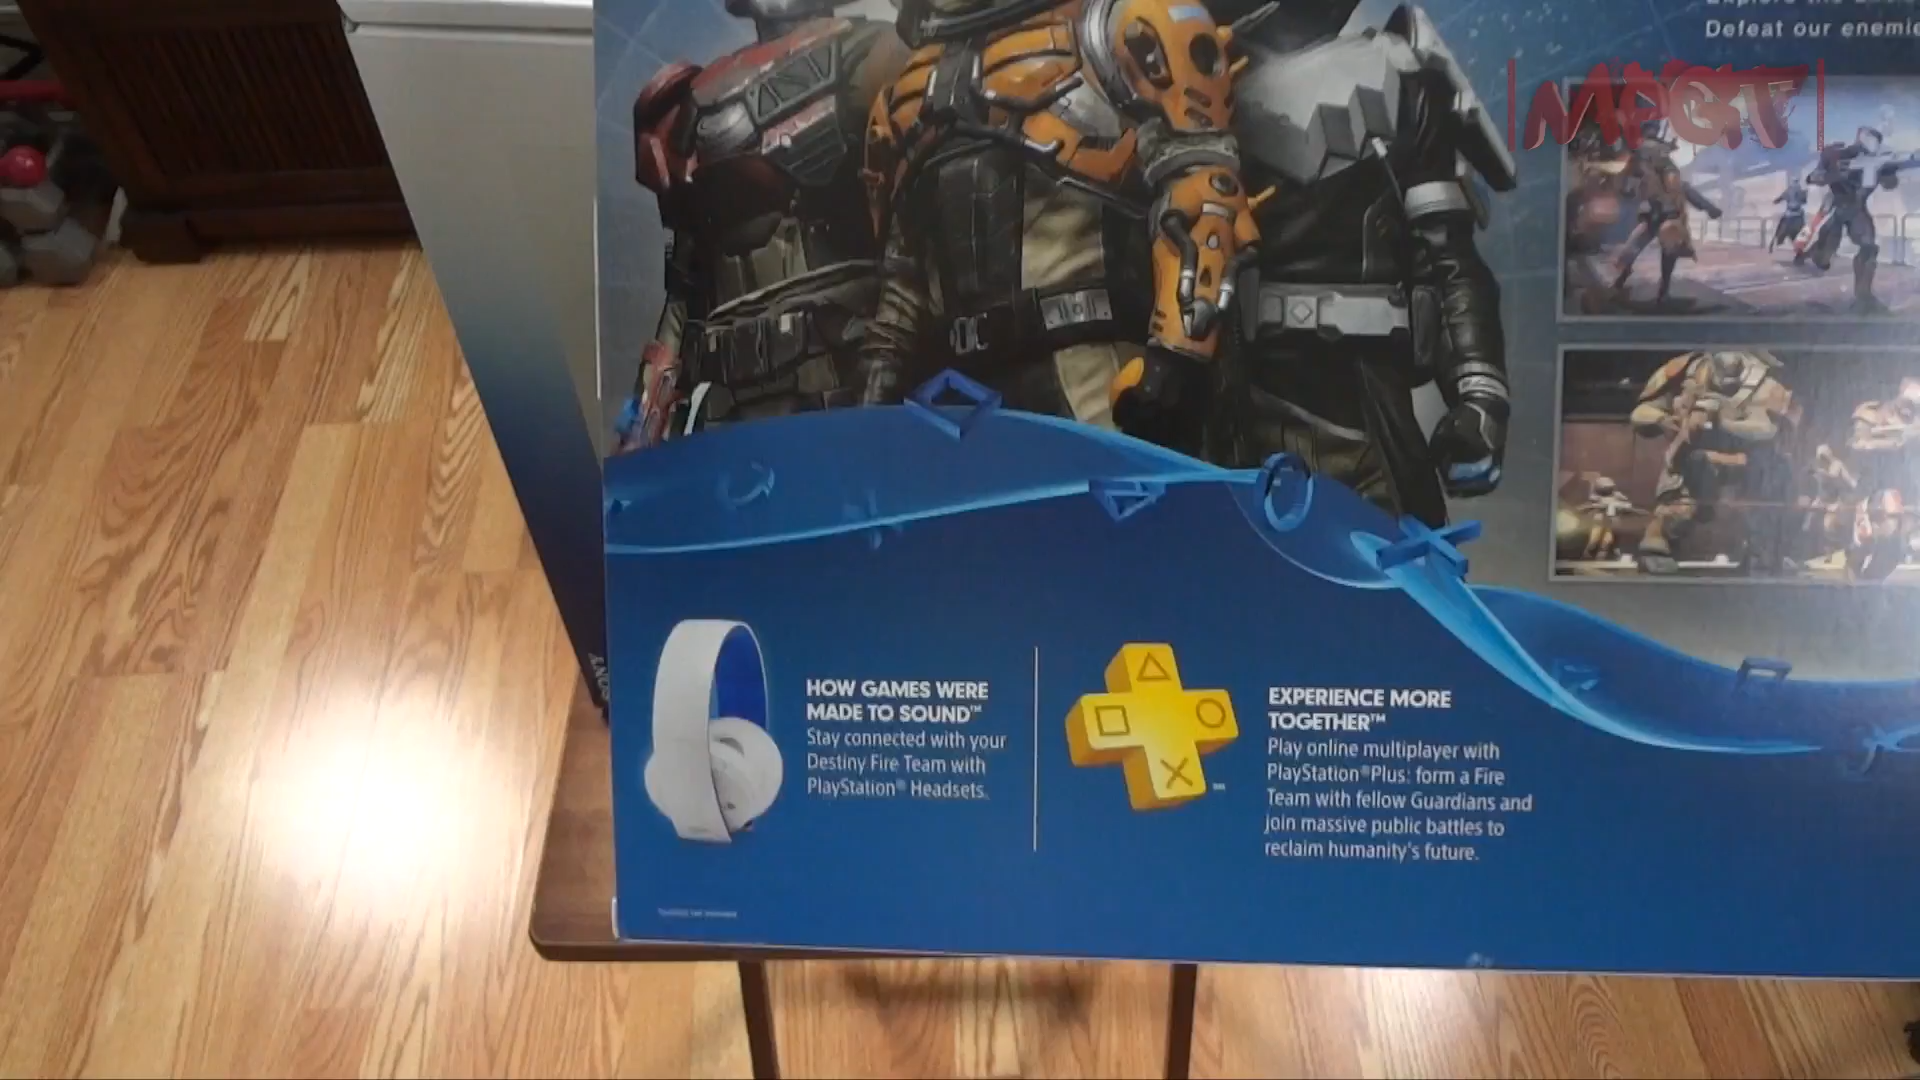 Defeat our enemie
MPGT
HOW GAMES WERE
MADE TO SOUND™
Stay connected with your
Destiny Fire Team with
PlayStation® Headsets.
EXPERIENCE MORE
TOGETHER™
Play online multiplayer with
PlayStation®Plus: form a Fire
Team with fellow Guardians and
join massive public battles to
reclaim humanity's future.
SONY